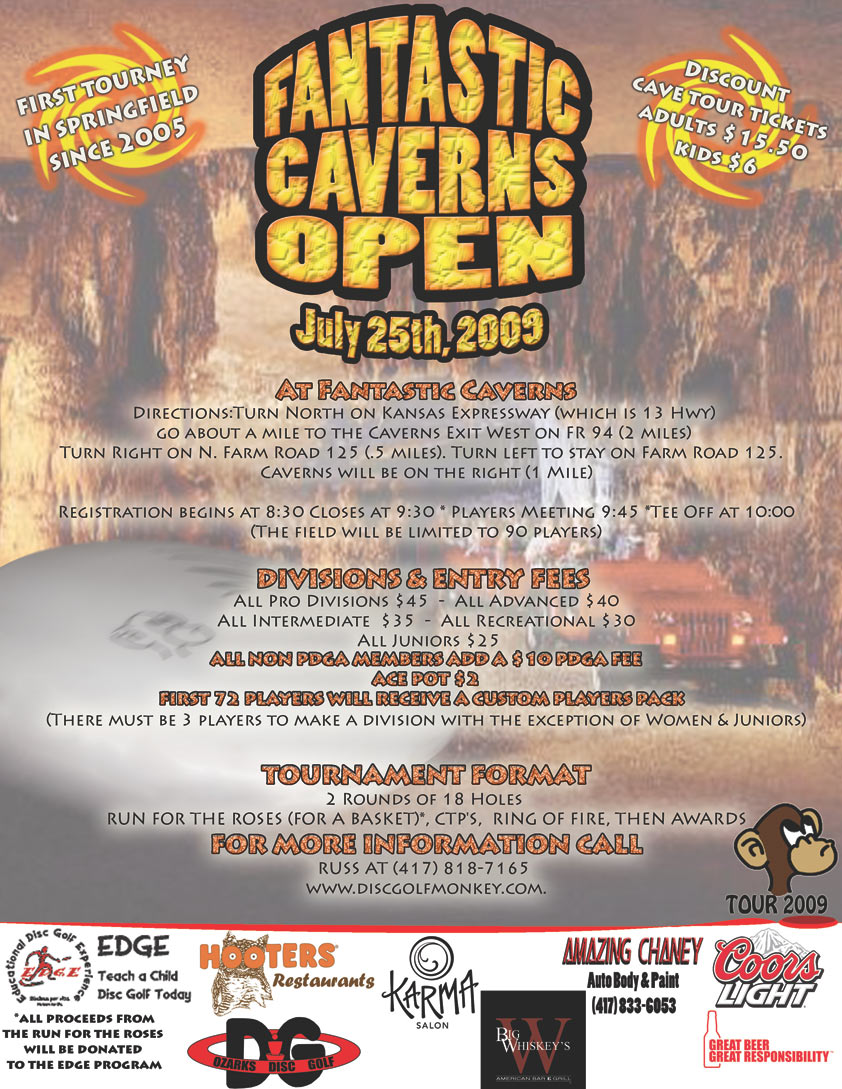 FIRST TOURNEY
IN SPRINGFIELD
SINCE 2005
DISCOUNT
CAVE TOUR TICKETS
ADULTS $15.50
KIDS $6
FANTASTIC
CAVERNS
OPEN
July 25th, 2009
AT FANTASTIC CAVERNS
DIRECTIONS:TURN NORTH ON KANSAS EXPRESSWAY (WHICH IS 13 HWY)
GO ABOUT A MILE TO THE CAVERNS EXIT WEST ON FR 94 (2 MILES)
TURN RIGHT ON N. FARM ROAD 125 (.5 MILES). TURN LEFT TO STAY ON FARM ROAD 125.
CAVERNS WILL BE ON THE RIGHT (1 MILE)
REGISTRATION BEGINS AT 8:30 CLOSES AT 9:30 * PLAYERS MEETING 9:45 *TEE OFF AT 10:00
(THE FIELD WILL BE LIMITED TO 90 PLAYERS)
DIVISIONS & ENTRY FEES
ALL PRO DIVISIONS $45 - ALL ADVANCED $40
ALL INTERMEDIATE $35 - ALL RECREATIONAL $30
ALL JUNIORS $25
ALL NON PDGA MEMBERS ADD A $10 PDGA FEE
ACE POT $2
FIRST 72 PLAYERS WILL RECEIVE A CUSTOM PLAYERS PACK
(THERE MUST BE 3 PLAYERS TO MAKE A DIVISION WITH THE EXCEPTION OF WOMEN & JUNIORS)
TOURNAMENT FORMAT
2 ROUNDS OF 18 HOLES
RUN FOR THE ROSES (FOR A BASKET)*, CTP'S, RING OF FIRE, THEN AWARDS
FOR MORE INFORMATION CALL
RUSS AT (417) 818-7165
WWW.DISCGOLFMONKEY.COM.
TOUR 2009
Educational Disc Golf Experience
EDGE
EDGE
Teach a Child
Disc Golf Today
*ALL PROCEEDS FROM
THE RUN FOR THE ROSES
WILL BE DONATED
TO THE EDGE PROGRAM
HOOTERS
Restaurants
DG
OZARKS DISC GOLF
KARMA
SALON
BIG
WHISKEY'S
W
AMERICAN BAR & GRILL
AMAZING CHANEY
Auto Body & Paint
(417) 833-6053
Coors
LIGHT
GREAT BEER
GREAT RESPONSIBILITY™